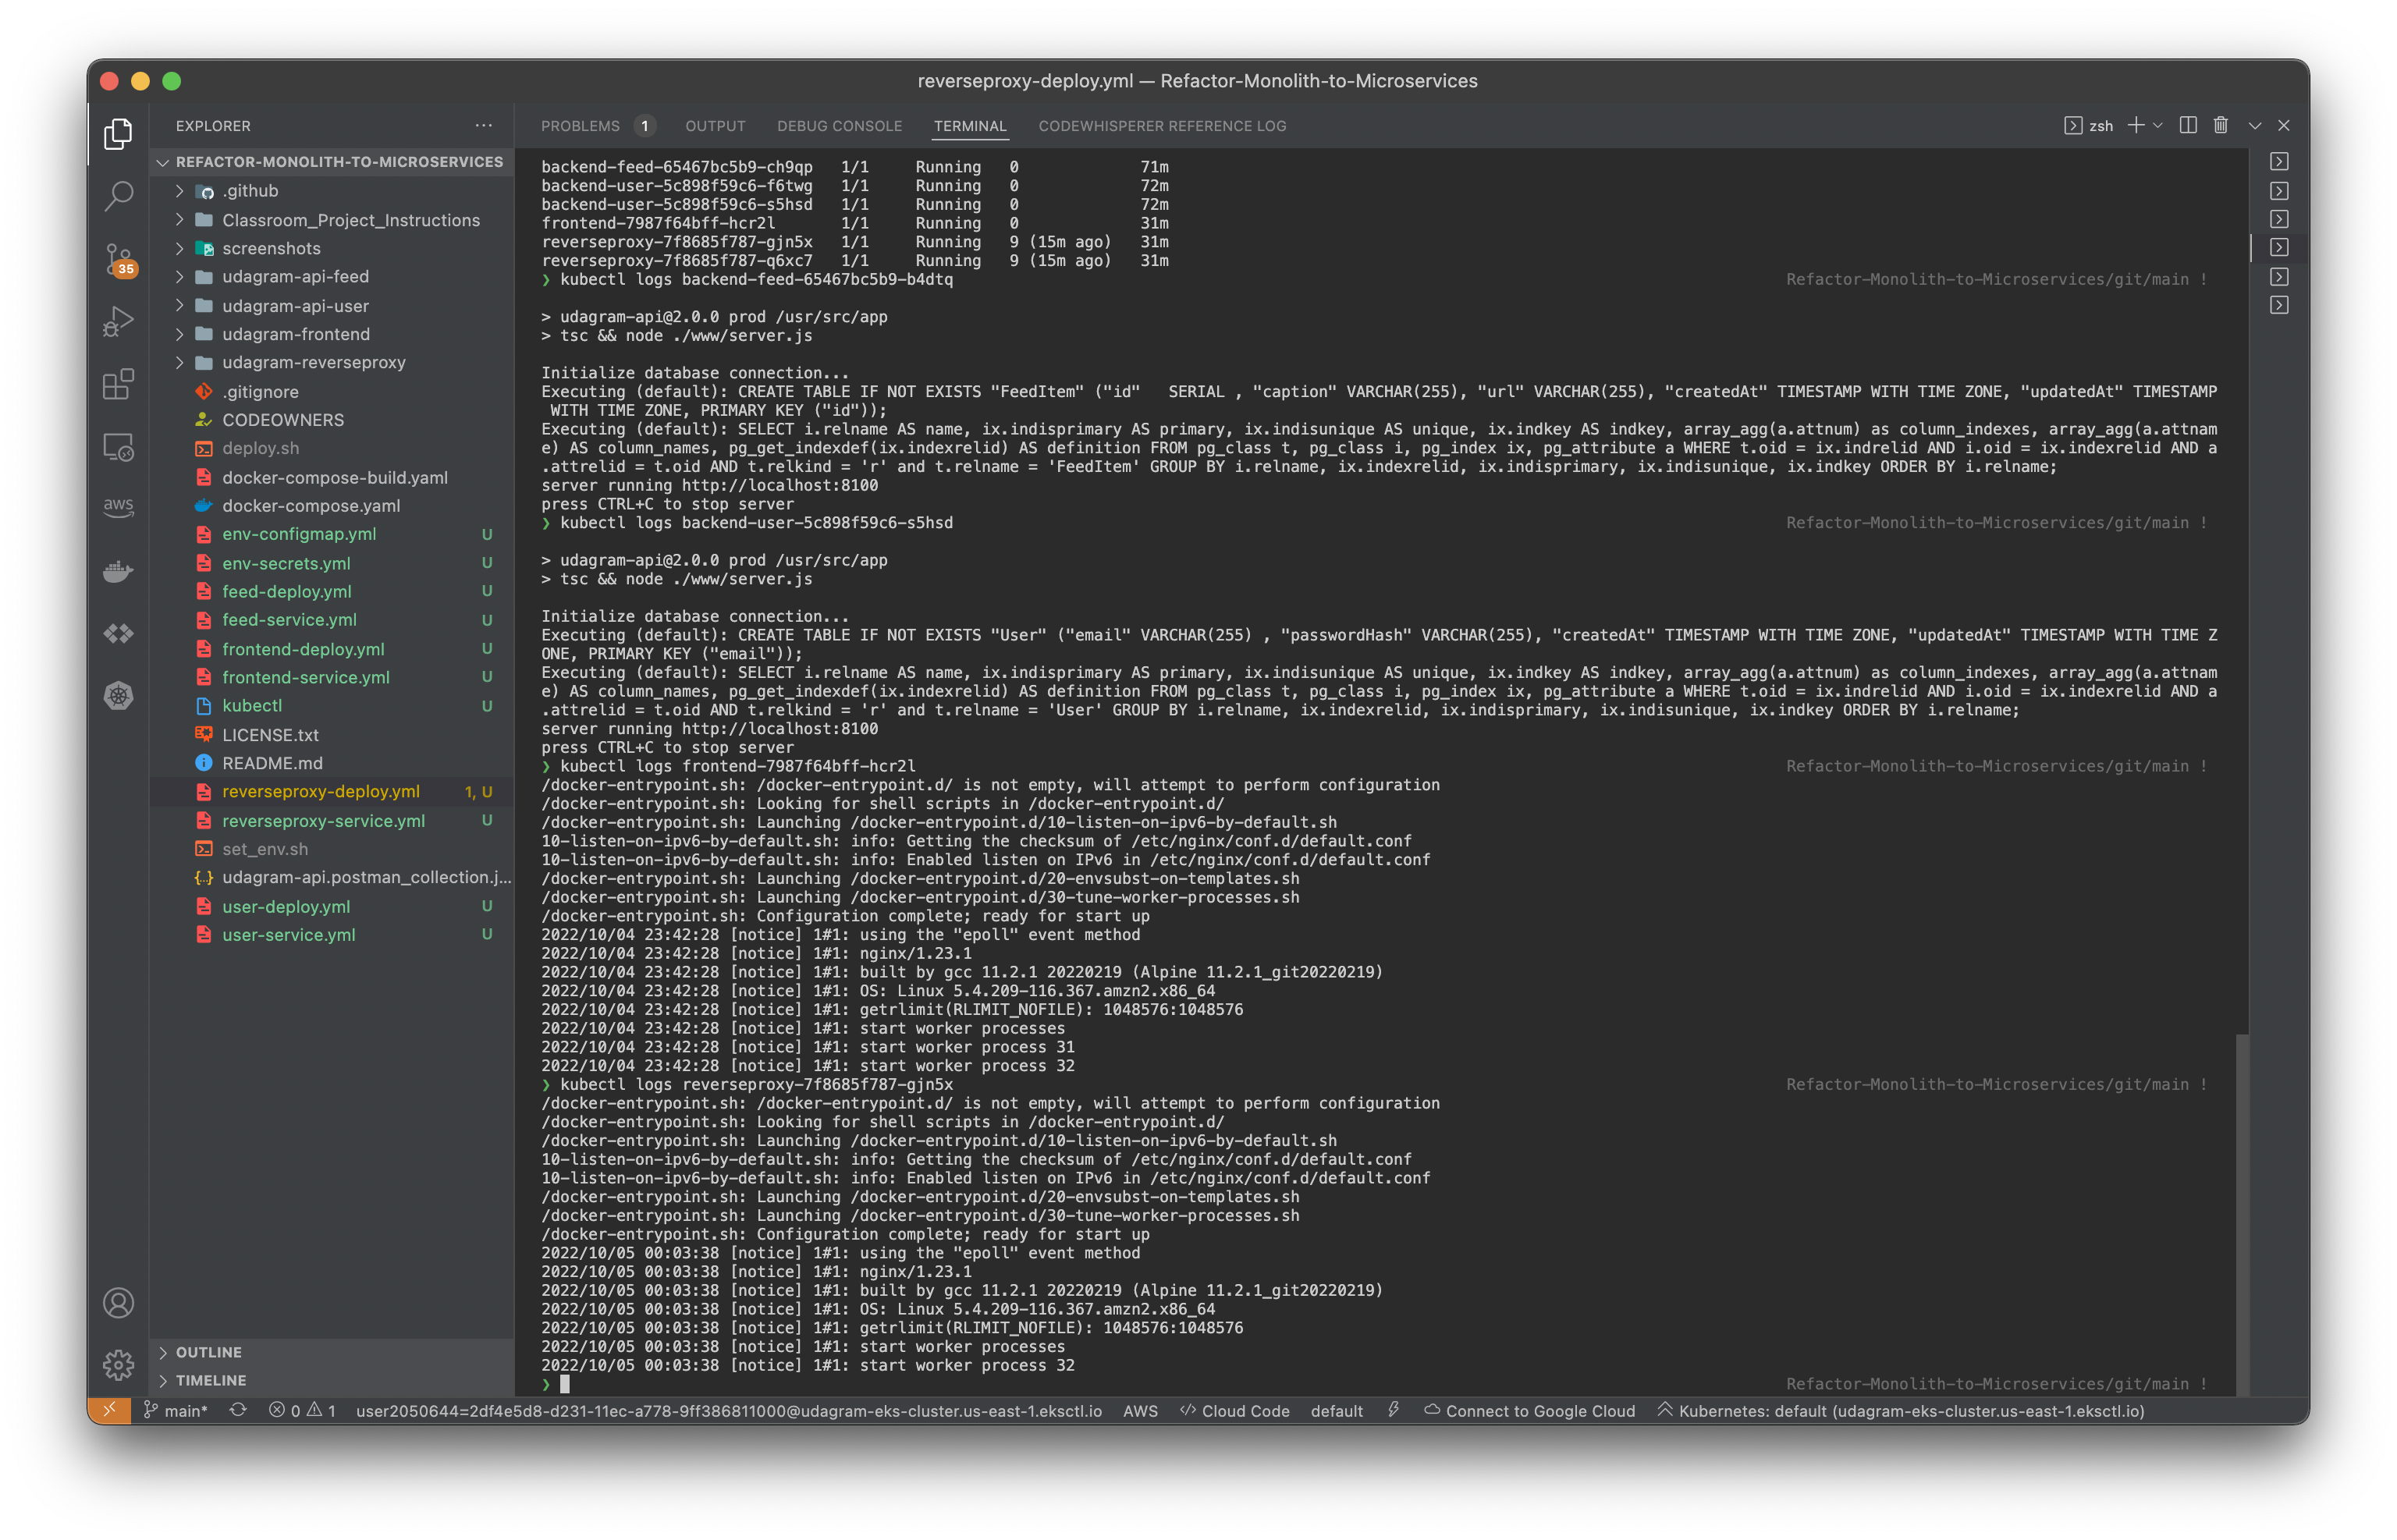 reverseproxy-deploy.yml — Refactor-Monolith-to-Microservices
EXPLORER
REFACTOR-MONOLITH-TO-MICROSERVICES
.github
Classroom_Project_Instructions
screenshots
udagram-api-feed
udagram-api-user
udagram-frontend
udagram-reverseproxy
.gitignore
CODEOWNERS
deploy.sh
docker-compose-build.yaml
docker-compose.yaml
env-configmap.yml U
env-secrets.yml U
feed-deploy.yml U
feed-service.yml U
frontend-deploy.yml U
frontend-service.yml U
kubectl U
LICENSE.txt
README.md
reverseproxy-deploy.yml 1, U
reverseproxy-service.yml U
set_env.sh
udagram-api.postman_collection.j...
user-deploy.yml U
user-service.yml U
OUTLINE
TIMELINE
35
aws
PROBLEMS 1 OUTPUT DEBUG CONSOLE TERMINAL CODEWHISPERER REFERENCE LOG zsh
backend-feed-65467bc5b9-ch9qp 1/1 Running 0 71m
backend-user-5c898f59c6-f6twg 1/1 Running 0 72m
backend-user-5c898f59c6-s5hsd 1/1 Running 0 72m
frontend-7987f64bff-hcr2l 1/1 Running 0 31m
reverseproxy-7f8685f787-gjn5x 1/1 Running 9 (15m ago) 31m
reverseproxy-7f8685f787-q6xc7 1/1 Running 9 (15m ago) 31m
❯ kubectl logs backend-feed-65467bc5b9-b4dtq Refactor-Monolith-to-Microservices/git/main !
> udagram-api@2.0.0 prod /usr/src/app
> tsc && node ./www/server.js
Initialize database connection...
Executing (default): CREATE TABLE IF NOT EXISTS "FeedItem" ("id" SERIAL , "caption" VARCHAR(255), "url" VARCHAR(255), "createdAt" TIMESTAMP WITH TIME ZONE, "updatedAt" TIMESTAMP
WITH TIME ZONE, PRIMARY KEY ("id"));
Executing (default): SELECT i.relname AS name, ix.indisprimary AS primary, ix.indisunique AS unique, ix.indkey AS indkey, array_agg(a.attnum) as column_indexes, array_agg(a.attnam
e) AS column_names, pg_get_indexdef(ix.indexrelid) AS definition FROM pg_class t, pg_class i, pg_index ix, pg_attribute a WHERE t.oid = ix.indrelid AND i.oid = ix.indexrelid AND a
.attrelid = t.oid AND t.relkind = 'r' and t.relname = 'FeedItem' GROUP BY i.relname, ix.indexrelid, ix.indisprimary, ix.indisunique, ix.indkey ORDER BY i.relname;
server running http://localhost:8100
press CTRL+C to stop server
❯ kubectl logs backend-user-5c898f59c6-s5hsd Refactor-Monolith-to-Microservices/git/main !
> udagram-api@2.0.0 prod /usr/src/app
> tsc && node ./www/server.js
Initialize database connection...
Executing (default): CREATE TABLE IF NOT EXISTS "User" ("email" VARCHAR(255) , "passwordHash" VARCHAR(255), "createdAt" TIMESTAMP WITH TIME ZONE, "updatedAt" TIMESTAMP WITH TIME Z
ONE, PRIMARY KEY ("email"));
Executing (default): SELECT i.relname AS name, ix.indisprimary AS primary, ix.indisunique AS unique, ix.indkey AS indkey, array_agg(a.attnum) as column_indexes, array_agg(a.attnam
e) AS column_names, pg_get_indexdef(ix.indexrelid) AS definition FROM pg_class t, pg_class i, pg_index ix, pg_attribute a WHERE t.oid = ix.indrelid AND i.oid = ix.indexrelid AND a
.attrelid = t.oid AND t.relkind = 'r' and t.relname = 'User' GROUP BY i.relname, ix.indexrelid, ix.indisprimary, ix.indisunique, ix.indkey ORDER BY i.relname;
server running http://localhost:8100
press CTRL+C to stop server
❯ kubectl logs frontend-7987f64bff-hcr2l Refactor-Monolith-to-Microservices/git/main !
/docker-entrypoint.sh: /docker-entrypoint.d/ is not empty, will attempt to perform configuration
/docker-entrypoint.sh: Looking for shell scripts in /docker-entrypoint.d/
/docker-entrypoint.sh: Launching /docker-entrypoint.d/10-listen-on-ipv6-by-default.sh
10-listen-on-ipv6-by-default.sh: info: Getting the checksum of /etc/nginx/conf.d/default.conf
10-listen-on-ipv6-by-default.sh: info: Enabled listen on IPv6 in /etc/nginx/conf.d/default.conf
/docker-entrypoint.sh: Launching /docker-entrypoint.d/20-envsubst-on-templates.sh
/docker-entrypoint.sh: Launching /docker-entrypoint.d/30-tune-worker-processes.sh
/docker-entrypoint.sh: Configuration complete; ready for start up
2022/10/04 23:42:28 [notice] 1#1: using the "epoll" event method
2022/10/04 23:42:28 [notice] 1#1: nginx/1.23.1
2022/10/04 23:42:28 [notice] 1#1: built by gcc 11.2.1 20220219 (Alpine 11.2.1_git20220219)
2022/10/04 23:42:28 [notice] 1#1: OS: Linux 5.4.209-116.367.amzn2.x86_64
2022/10/04 23:42:28 [notice] 1#1: getrlimit(RLIMIT_NOFILE): 1048576:1048576
2022/10/04 23:42:28 [notice] 1#1: start worker processes
2022/10/04 23:42:28 [notice] 1#1: start worker process 31
2022/10/04 23:42:28 [notice] 1#1: start worker process 32
❯ kubectl logs reverseproxy-7f8685f787-gjn5x Refactor-Monolith-to-Microservices/git/main !
/docker-entrypoint.sh: /docker-entrypoint.d/ is not empty, will attempt to perform configuration
/docker-entrypoint.sh: Looking for shell scripts in /docker-entrypoint.d/
/docker-entrypoint.sh: Launching /docker-entrypoint.d/10-listen-on-ipv6-by-default.sh
10-listen-on-ipv6-by-default.sh: info: Getting the checksum of /etc/nginx/conf.d/default.conf
10-listen-on-ipv6-by-default.sh: info: Enabled listen on IPv6 in /etc/nginx/conf.d/default.conf
/docker-entrypoint.sh: Launching /docker-entrypoint.d/20-envsubst-on-templates.sh
/docker-entrypoint.sh: Launching /docker-entrypoint.d/30-tune-worker-processes.sh
/docker-entrypoint.sh: Configuration complete; ready for start up
2022/10/05 00:03:38 [notice] 1#1: using the "epoll" event method
2022/10/05 00:03:38 [notice] 1#1: nginx/1.23.1
2022/10/05 00:03:38 [notice] 1#1: built by gcc 11.2.1 20220219 (Alpine 11.2.1_git20220219)
2022/10/05 00:03:38 [notice] 1#1: OS: Linux 5.4.209-116.367.amzn2.x86_64
2022/10/05 00:03:38 [notice] 1#1: getrlimit(RLIMIT_NOFILE): 1048576:1048576
2022/10/05 00:03:38 [notice] 1#1: start worker processes
2022/10/05 00:03:38 [notice] 1#1: start worker process 32
❯ Refactor-Monolith-to-Microservices/git/main !
main* 0 1 user2050644=2df4e5d8-d231-11ec-a778-9ff386811000@udagram-eks-cluster.us-east-1.eksctl.io AWS </> Cloud Code default Connect to Google Cloud Kubernetes: default (udagram-eks-cluster.us-east-1.eksctl.io)